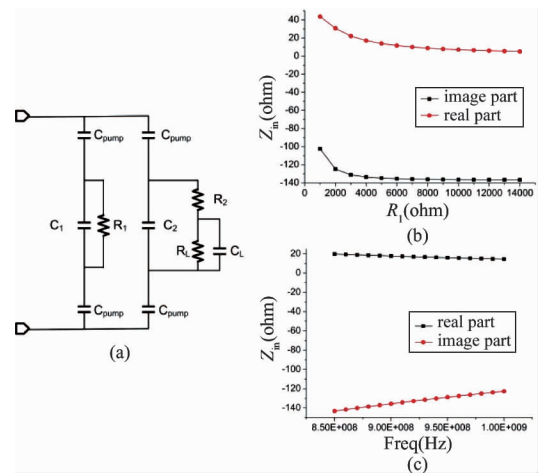 (a)
C_pump
C_pump
C_1
R_1
C_2
R_2
R_L
C_L
C_pump
C_pump
(a)
Z_in(ohm)
40
20
0
-20
-40
-60
-80
-100
-120
-140
image part
real part
0 2000 4000 6000 8000 10000 12000 14000
R_1(ohm)
(b)
Z_in(ohm)
20
0
-20
-40
-60
-80
-100
-120
-140
real part
image part
8.50E+008 9.00E+008 9.50E+008 1.00E+009
Freq(Hz)
(c)